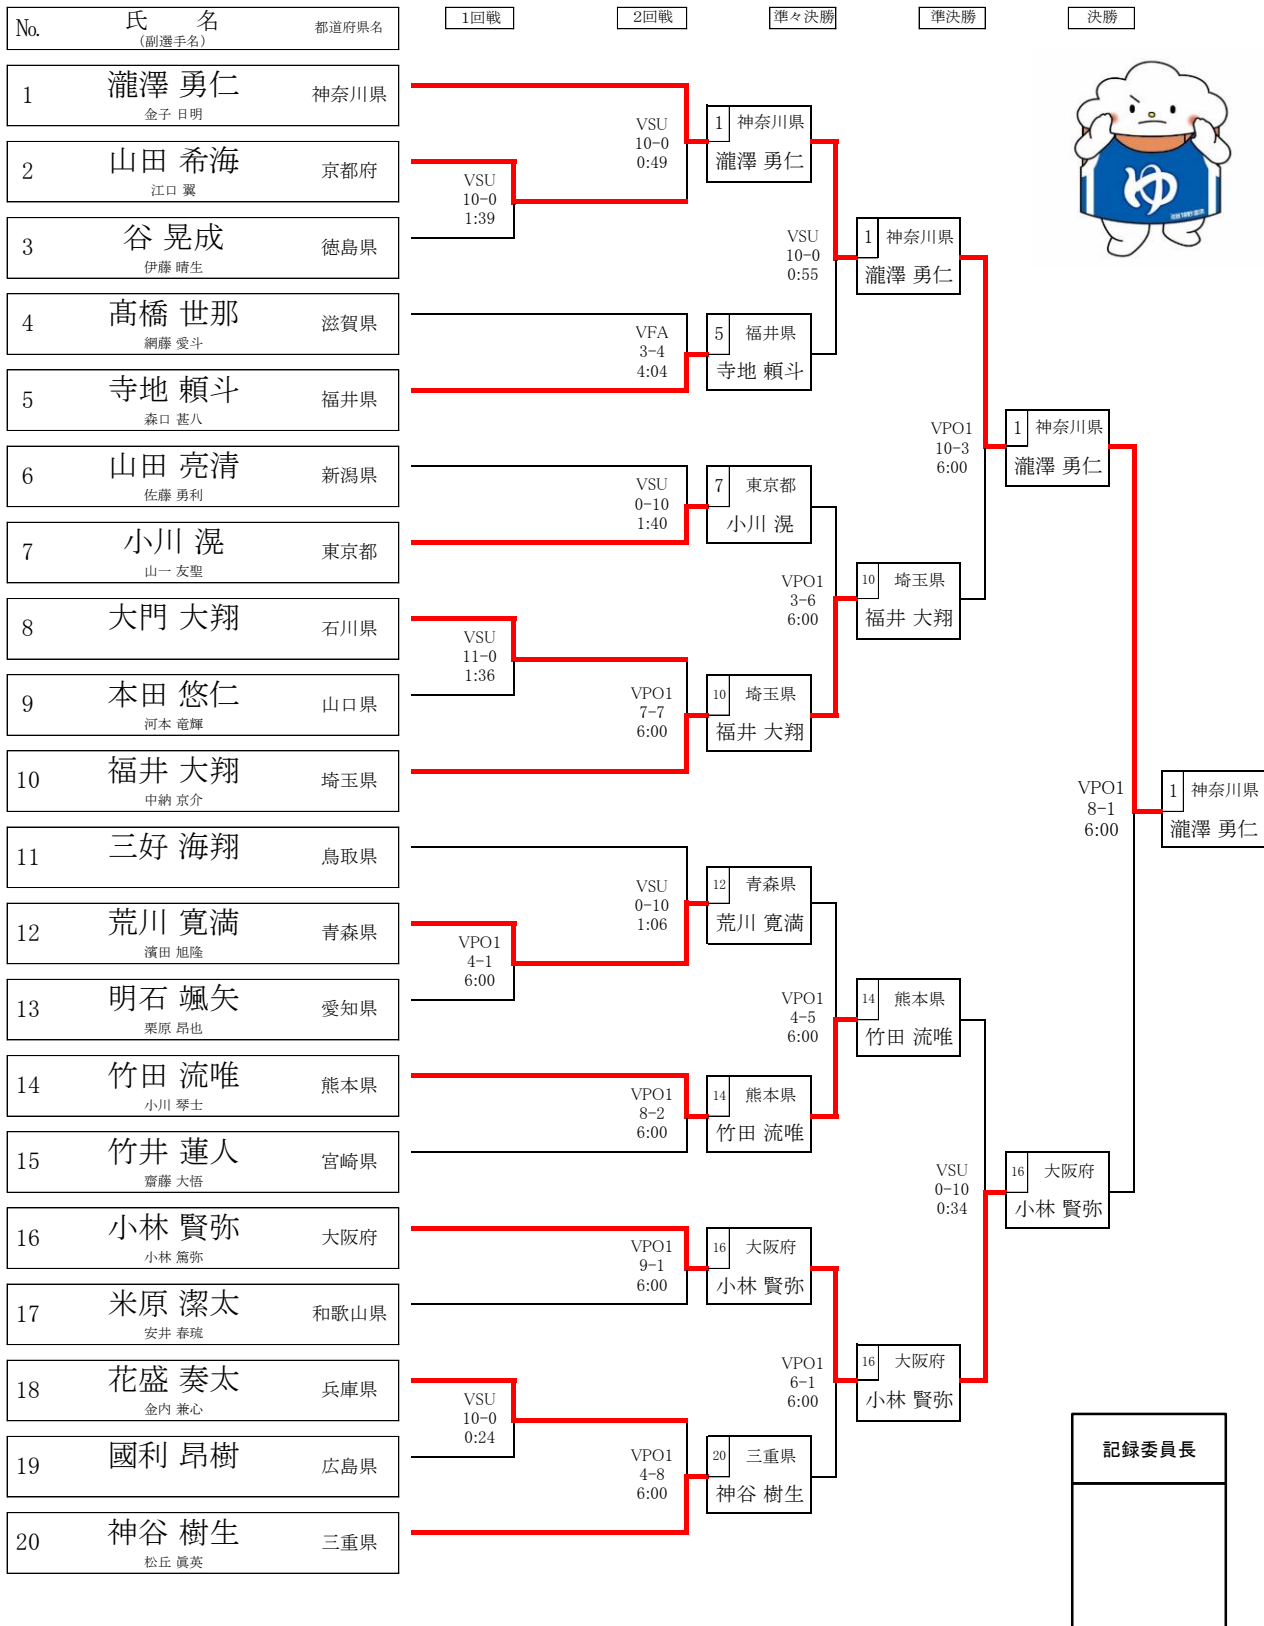 No. 氏 名 都道府県名 1回戦 2回戦 準々決勝 準決勝 決勝
(副選手名)
1 瀧澤 勇仁 神奈川県
金子 日明
2 山田 希海 京都府
江口 翼
3 谷 晃成 徳島県
伊藤 晴生
4 髙橋 世那 滋賀県
網藤 愛斗
5 寺地 頼斗 福井県
森口 甚八
6 山田 亮清 新潟県
佐藤 勇利
7 小川 滉 東京都
山一 友聖
8 大門 大翔 石川県
9 本田 悠仁 山口県
河本 竜輝
10 福井 大翔 埼玉県
中納 京介
11 三好 海翔 鳥取県
12 荒川 寛満 青森県
濱田 旭隆
13 明石 颯矢 愛知県
栗原 昂也
14 竹田 流唯 熊本県
小川 琴士
15 竹井 蓮人 宮崎県
齋藤 大悟
16 小林 賢弥 大阪府
小林 篤弥
17 米原 潔太 和歌山県
安井 春琉
18 花盛 奏太 兵庫県
金内 兼心
19 國利 昂樹 広島県
20 神谷 樹生 三重県
松丘 眞英
VSU
10-0
1:39
VSU
11-0
1:36
VPO1
4-1
6:00
VSU
10-0
0:24
VSU
10-0
0:49
VFA
3-4
4:04
VSU
0-10
1:40
VPO1
7-7
6:00
VSU
0-10
1:06
VPO1
8-2
6:00
VPO1
9-1
6:00
VPO1
4-8
6:00
1 神奈川県
瀧澤 勇仁
5 福井県
寺地 頼斗
7 東京都
小川 滉
10 埼玉県
福井 大翔
12 青森県
荒川 寛満
14 熊本県
竹田 流唯
16 大阪府
小林 賢弥
20 三重県
神谷 樹生
VSU
10-0
0:55
VPO1
3-6
6:00
VPO1
4-5
6:00
VPO1
6-1
6:00
1 神奈川県
瀧澤 勇仁
10 埼玉県
福井 大翔
14 熊本県
竹田 流唯
16 大阪府
小林 賢弥
VPO1
10-3
6:00
VSU
0-10
0:34
1 神奈川県
瀧澤 勇仁
16 大阪府
小林 賢弥
VPO1
8-1
6:00
1 神奈川県
瀧澤 勇仁
ゆ
記録委員長